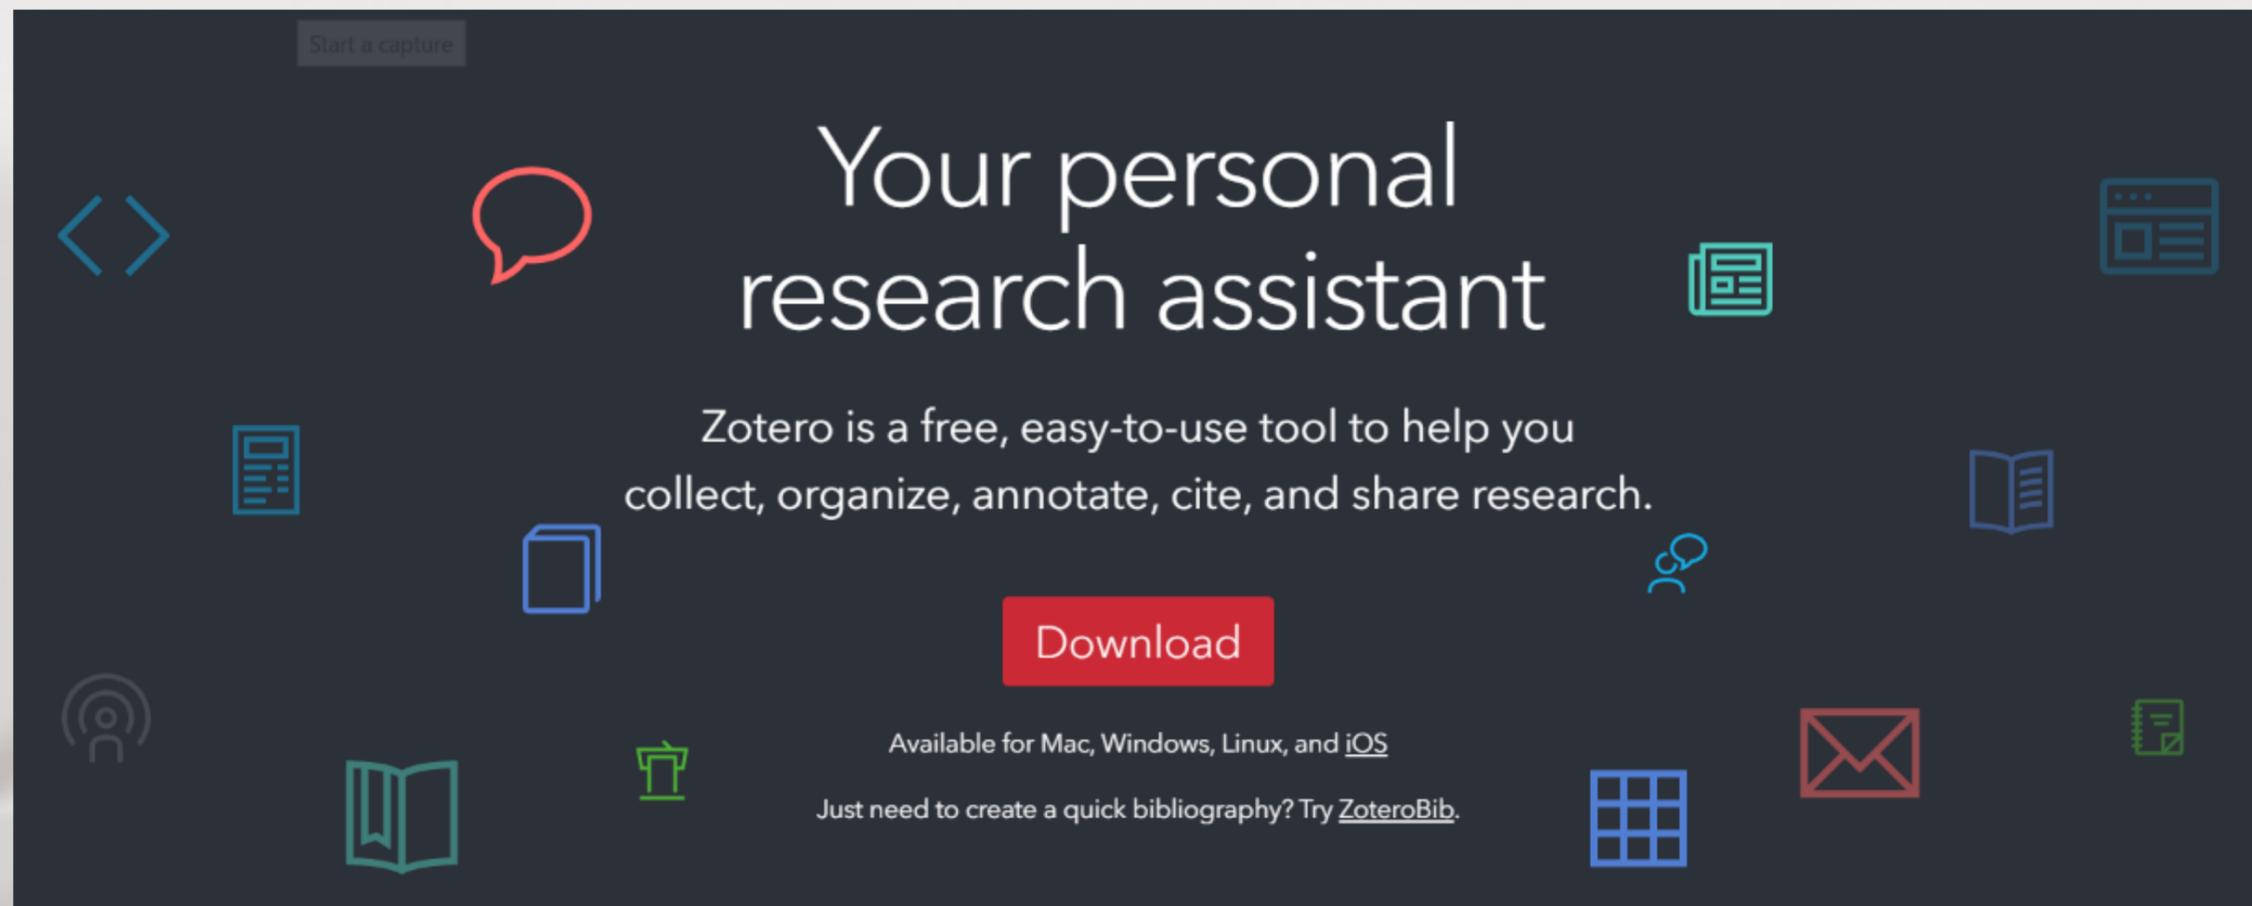 Start a capture
Your personal
research assistant
Zotero is a free, easy-to-use tool to help you
collect, organize, annotate, cite, and share research.
Download
Available for Mac, Windows, Linux, and iOS
Just need to create a quick bibliography? Try ZoteroBib.